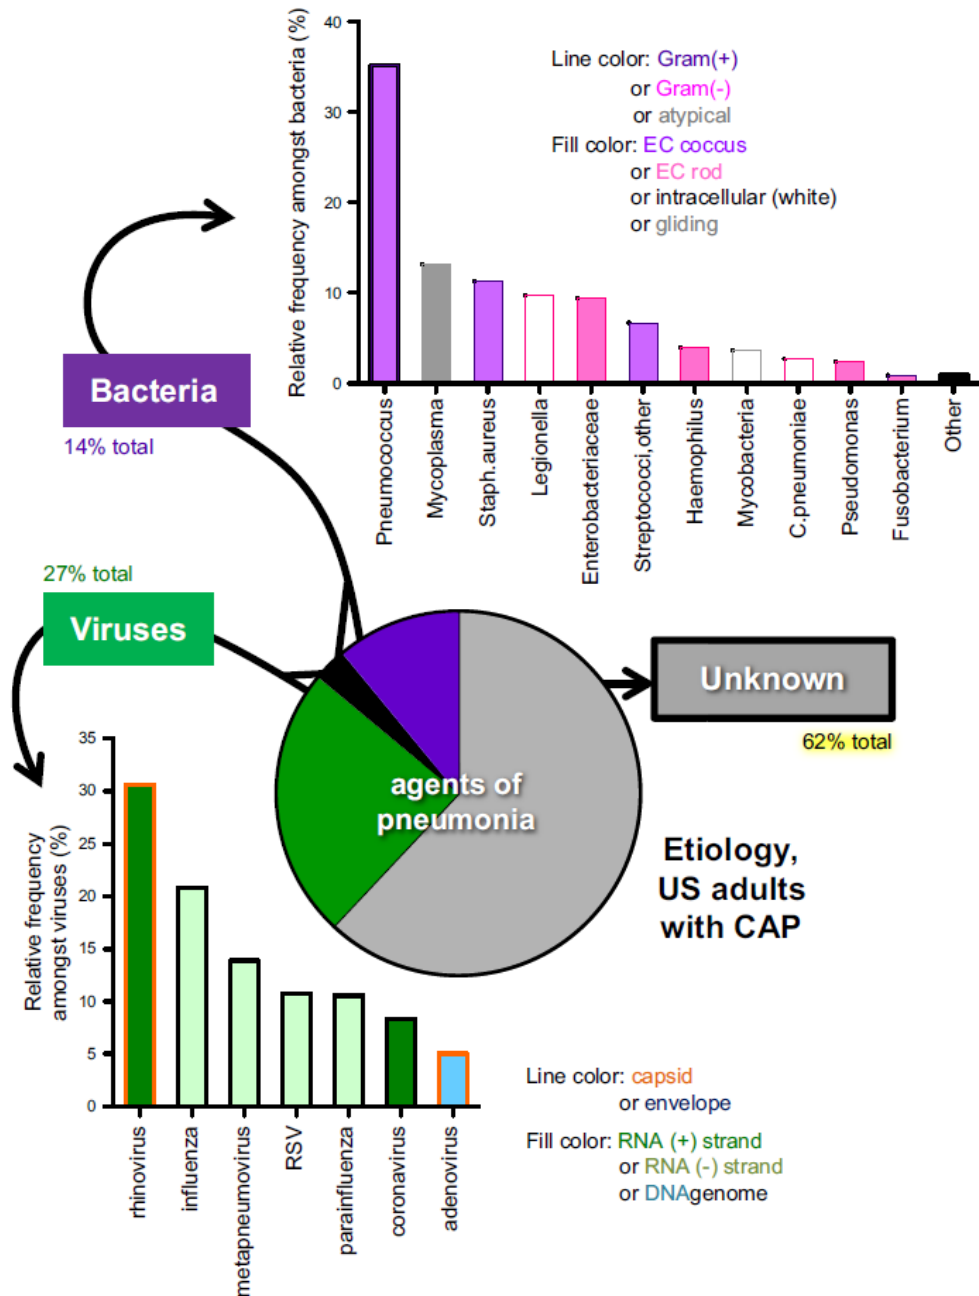 Relative frequency amongst bacteria (%)
40
30
20
10
0
Line color: Gram(+)
or Gram(-)
or atypical
Fill color: EC coccus
or EC rod
or intracellular (white)
or gliding
Pneumococcus
Mycoplasma
Staph.aureus
Legionella
Enterobacteriaceae
Streptococci,other
Haemophilus
Mycobacteria
C.pneumoniae
Pseudomonas
Fusobacterium
Other
Bacteria
14% total
27% total
Viruses
Unknown
62% total
agents of
pneumonia
Etiology,
US adults
with CAP
Relative frequency
amongst viruses (%)
35
30
25
20
15
10
5
0
rhinovirus
influenza
metapneumovirus
RSV
parainfluenza
coronavirus
adenovirus
Line color: capsid
or envelope
Fill color: RNA (+) strand
or RNA (-) strand
or DNAgenome